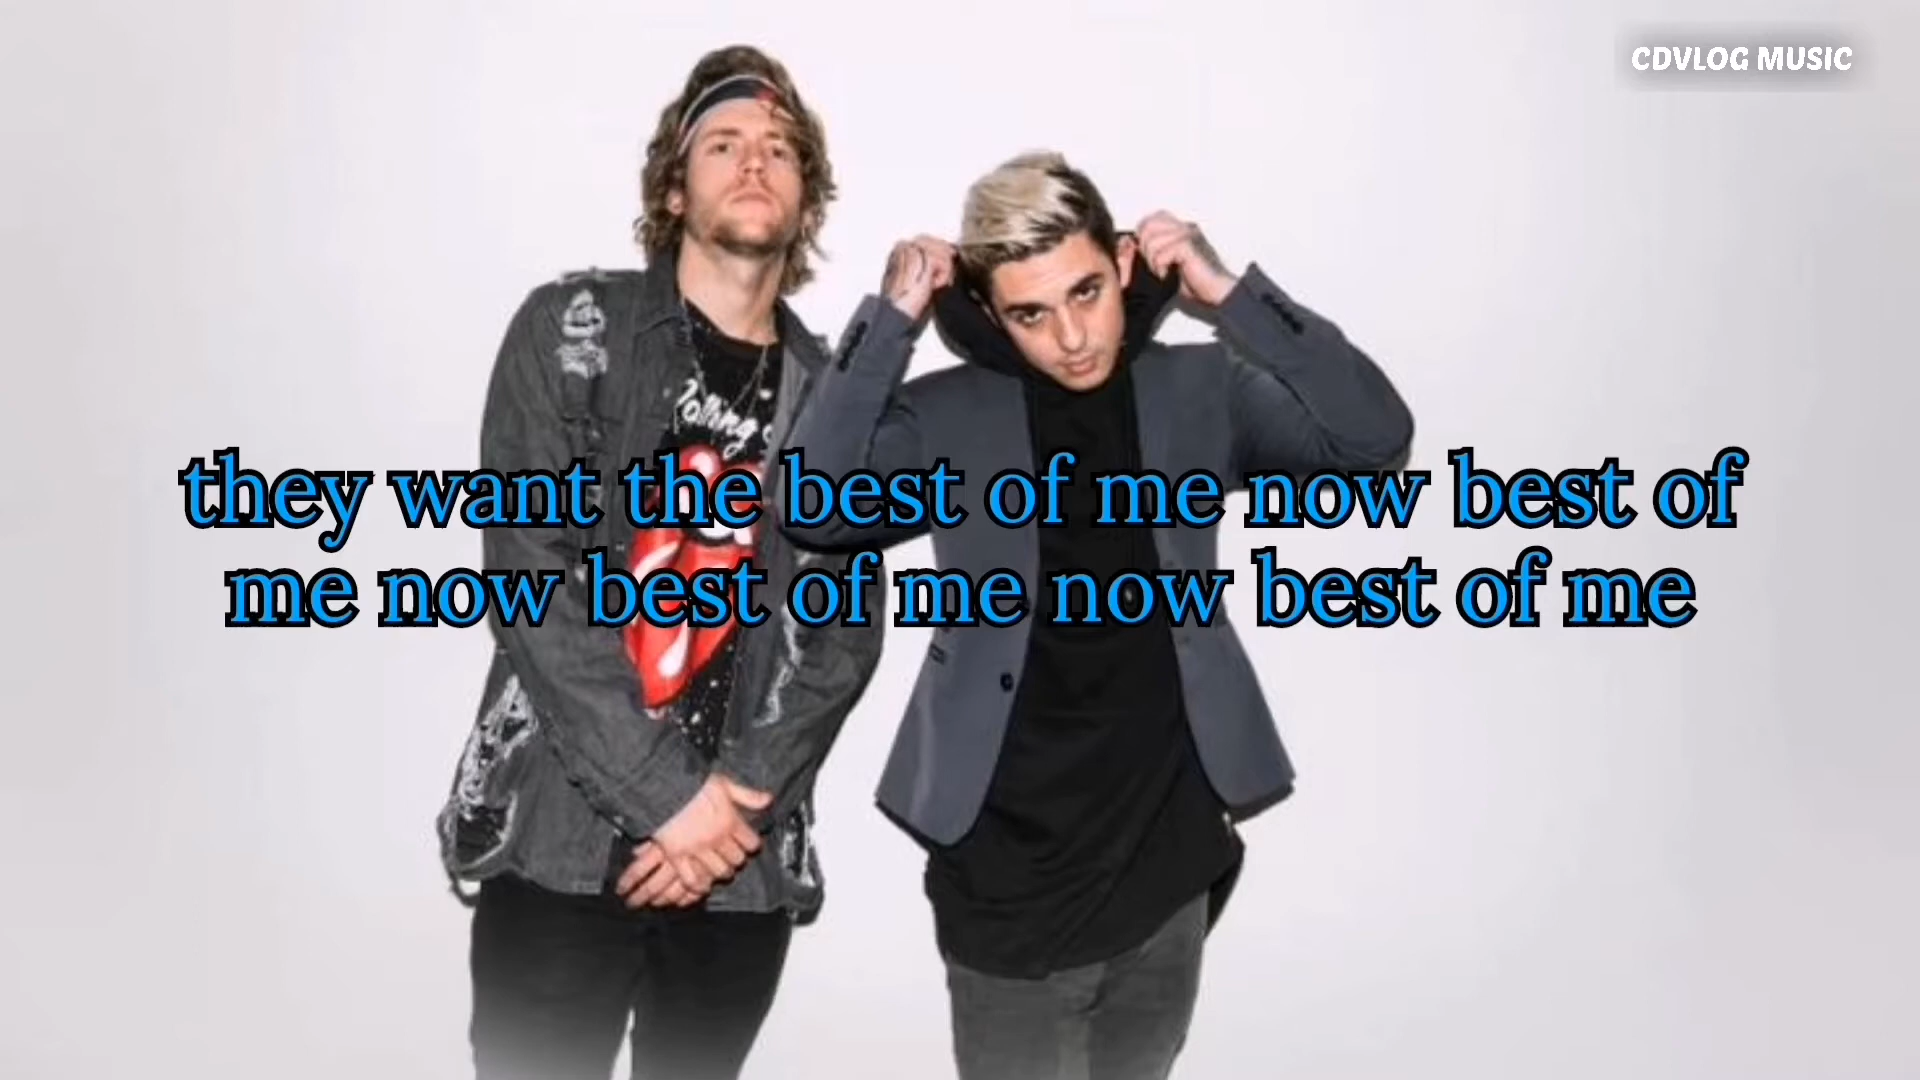 CDVLOG MUSIC
Rolling
they want the best of me now best of
me now best of me now best of me